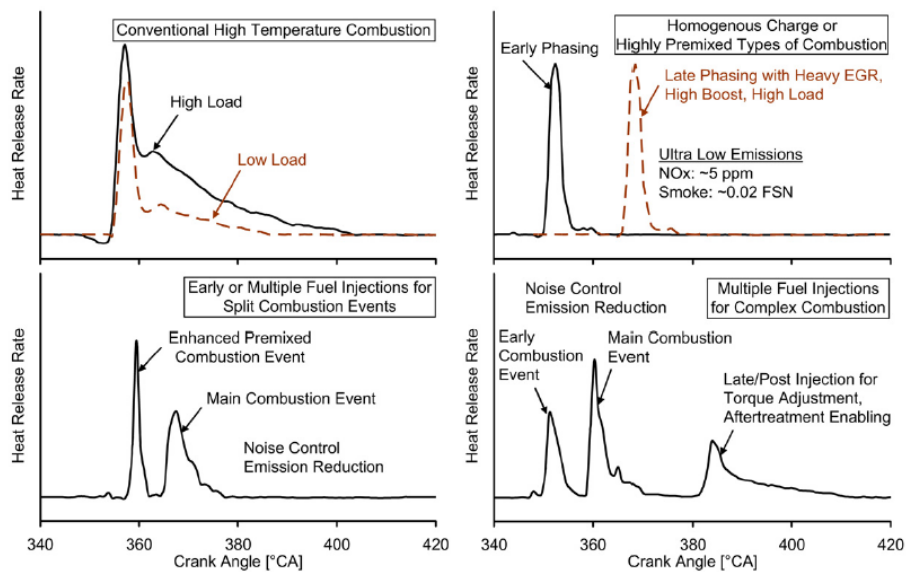 Conventional High Temperature Combustion
Heat Release Rate
High Load
Low Load
Homogenous Charge or
Highly Premixed Types of Combustion
Heat Release Rate
Early Phasing
Late Phasing with Heavy EGR,
High Boost, High Load
Ultra Low Emissions
NOx: ~5 ppm
Smoke: ~0.02 FSN
Early or Multiple Fuel Injections for
Split Combustion Events
Heat Release Rate
Enhanced Premixed
Combustion Event
Main Combustion Event
Noise Control
Emission Reduction
340 360 380 400 420
Crank Angle [°CA]
Multiple Fuel Injections
for Complex Combustion
Heat Release Rate
Noise Control
Emission Reduction
Early
Combustion
Event
Main Combustion
Event
Late/Post Injection for
Torque Adjustment,
Aftertreatment Enabling
340 360 380 400 420
Crank Angle [°CA]